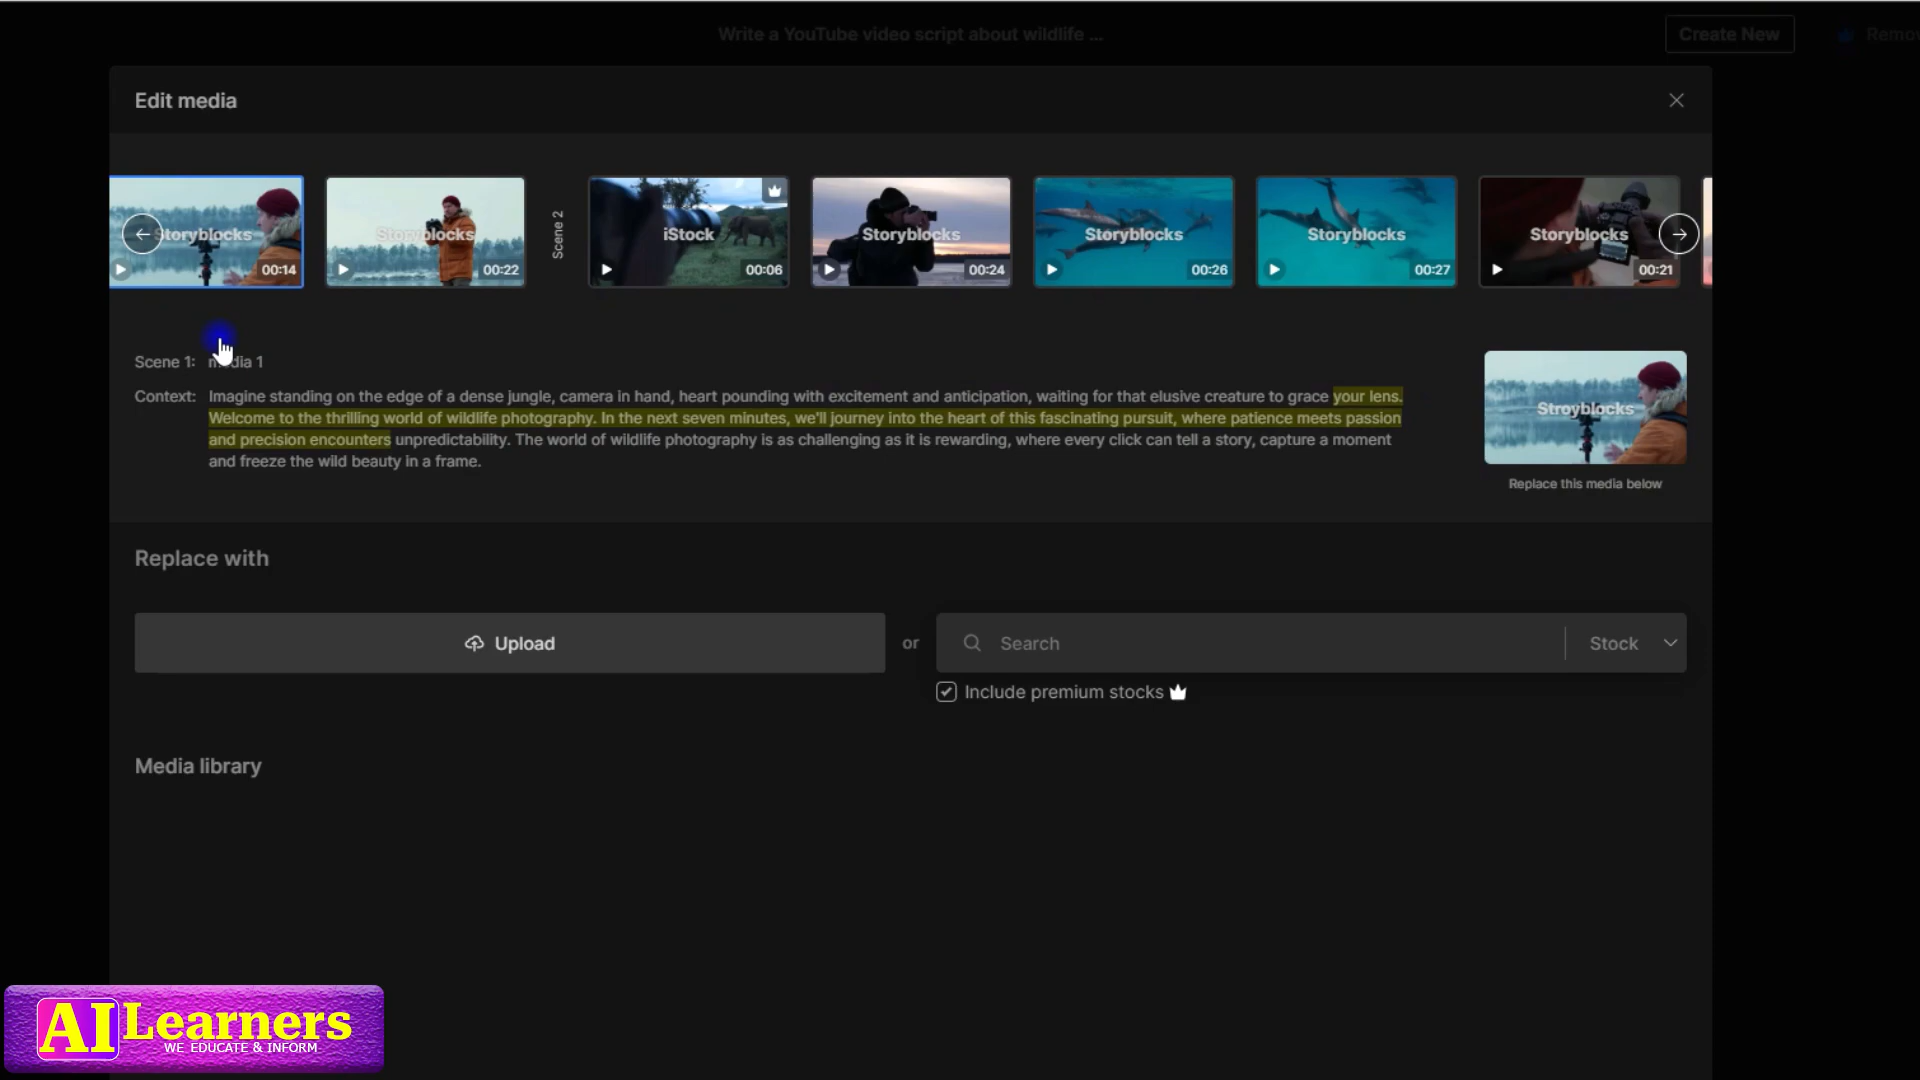 Write a YouTube video script about wildlife ...
Create New
Edit media
Storyblocks
00:14
Storyblocks
00:22
Scene 2
iStock
00:06
Storyblocks
00:24
Storyblocks
00:26
Storyblocks
00:27
Storyblocks
00:21
Scene 1: media 1
Context: Imagine standing on the edge of a dense jungle, camera in hand, heart pounding with excitement and anticipation, waiting for that elusive creature to grace your lens.
Welcome to the thrilling world of wildlife photography. In the next seven minutes, we'll journey into the heart of this fascinating pursuit, where patience meets passion
and precision encounters unpredictability. The world of wildlife photography is as challenging as it is rewarding, where every click can tell a story, capture a moment
and freeze the wild beauty in a frame.
Stroyblocks
Replace this media below
Replace with
Upload
or
Search
Stock
Include premium stocks
Media library
AI Learners
WE EDUCATE & INFORM